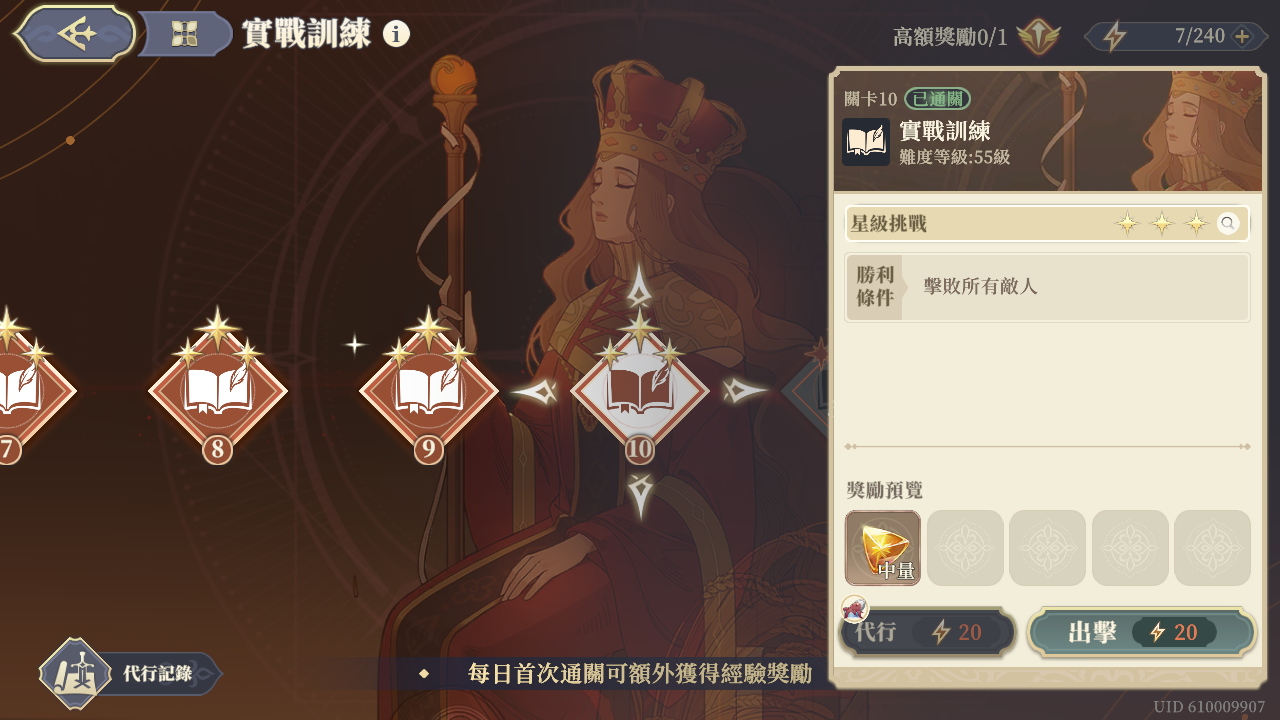 實戰訓練
高額獎勵0/1
7/240
關卡10 已通關
實戰訓練
難度等級:55級
星級挑戰
勝利條件
擊敗所有敵人
7
8
9
10
獎勵預覽
中量
代行 20
出擊 20
代行記錄
每日首次通關可額外獲得經驗獎勵
UID 610009907